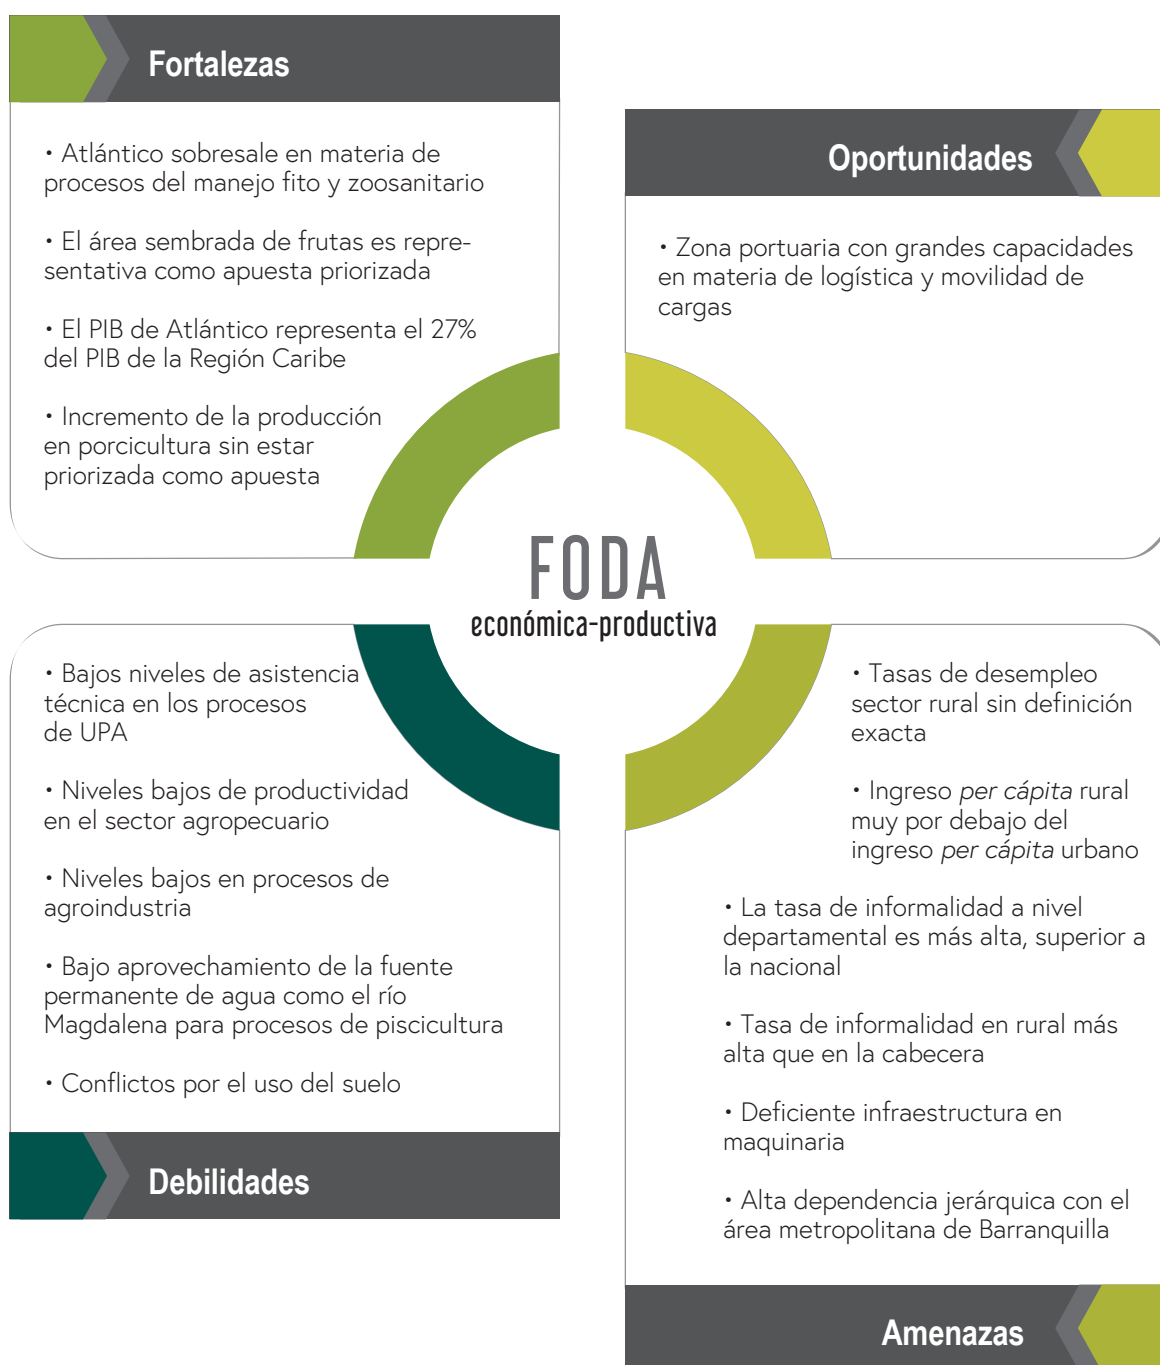 Fortalezas
• Atlántico sobresale en materia de
procesos del manejo fito y zoosanitario
• El área sembrada de frutas es repre-
sentativa como apuesta priorizada
• El PIB de Atlántico representa el 27%
del PIB de la Región Caribe
• Incremento de la producción
en porcicultura sin estar
priorizada como apuesta
Oportunidades
• Zona portuaria con grandes capacidades
en materia de logística y movilidad de
cargas
FODA
económica-productiva
• Bajos niveles de asistencia
técnica en los procesos
de UPA
• Niveles bajos de productividad
en el sector agropecuario
• Niveles bajos en procesos de
agroindustria
• Bajo aprovechamiento de la fuente
permanente de agua como el río
Magdalena para procesos de piscicultura
• Conflictos por el uso del suelo
Debilidades
• Tasas de desempleo
sector rural sin definición
exacta
• Ingreso per cápita rural
muy por debajo del
ingreso per cápita urbano
• La tasa de informalidad a nivel
departamental es más alta, superior a
la nacional
• Tasa de informalidad en rural más
alta que en la cabecera
• Deficiente infraestructura en
maquinaria
• Alta dependencia jerárquica con el
área metropolitana de Barranquilla
Amenazas